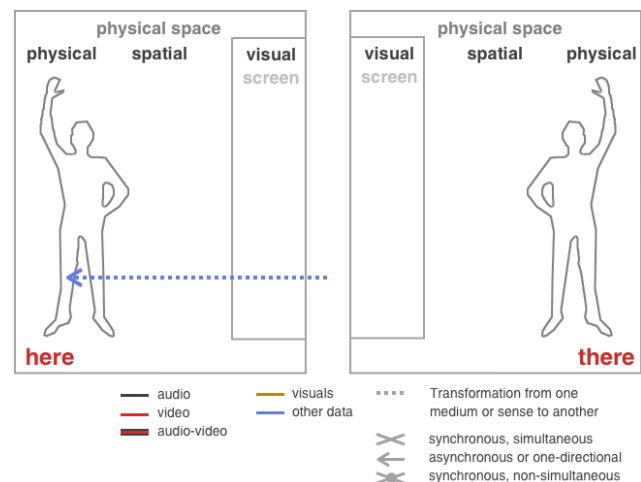 physical space
physical spatial visual
screen
here
physical space
visual spatial physical
screen
there
audio
video
audio-video
visuals
other data
Transformation from one
medium or sense to another
synchronous, simultaneous
asynchronous or one-directional
synchronous, non-simultaneous